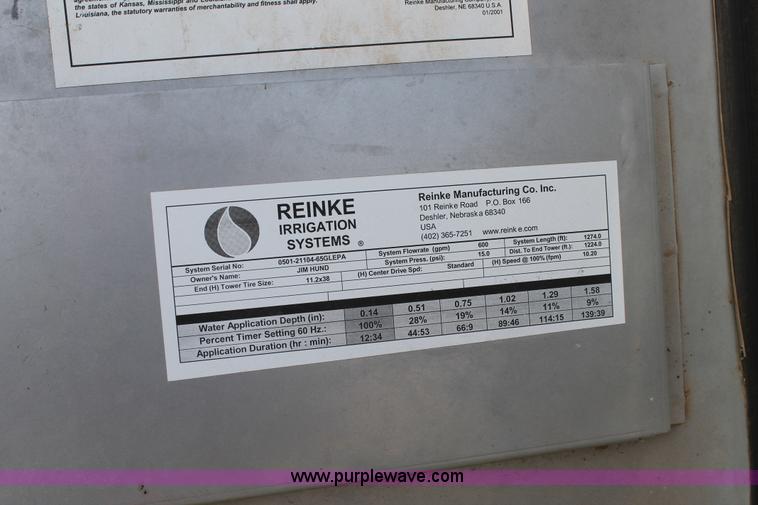 the states of Kansas, Mississippi and
Louisiana, the statutory warranties of merchantability and fitness shall apply.
Reinke Manufacturing
Deshler, NE 68340 U.S.A.
01/2001
REINKE
IRRIGATION
SYSTEMS ®
Reinke Manufacturing Co. Inc.
101 Reinke Road P.O. Box 166
Deshler, Nebraska 68340
USA
(402) 365-7251 www.reinke.com
System Serial No: 0501-21104-65GLEPA System Flowrate (gpm) 600 System Length (ft): 1274.0
Owner's Name: JIM HUND System Press. (psi): 15.0 Dist. To End Tower (ft.): 1224.0
End (H) Tower Tire Size: 11.2x38 (H) Center Drive Spd: Standard (H) Speed @ 100% (fpm) 10.20
Water Application Depth (in): 0.14 0.51 0.75 1.02 1.29 1.58
Percent Timer Setting 60 Hz.: 100% 28% 19% 14% 11% 9%
Application Duration (hr : min): 12:34 44:53 66:9 89:46 114:15 139:39
www.purplewave.com